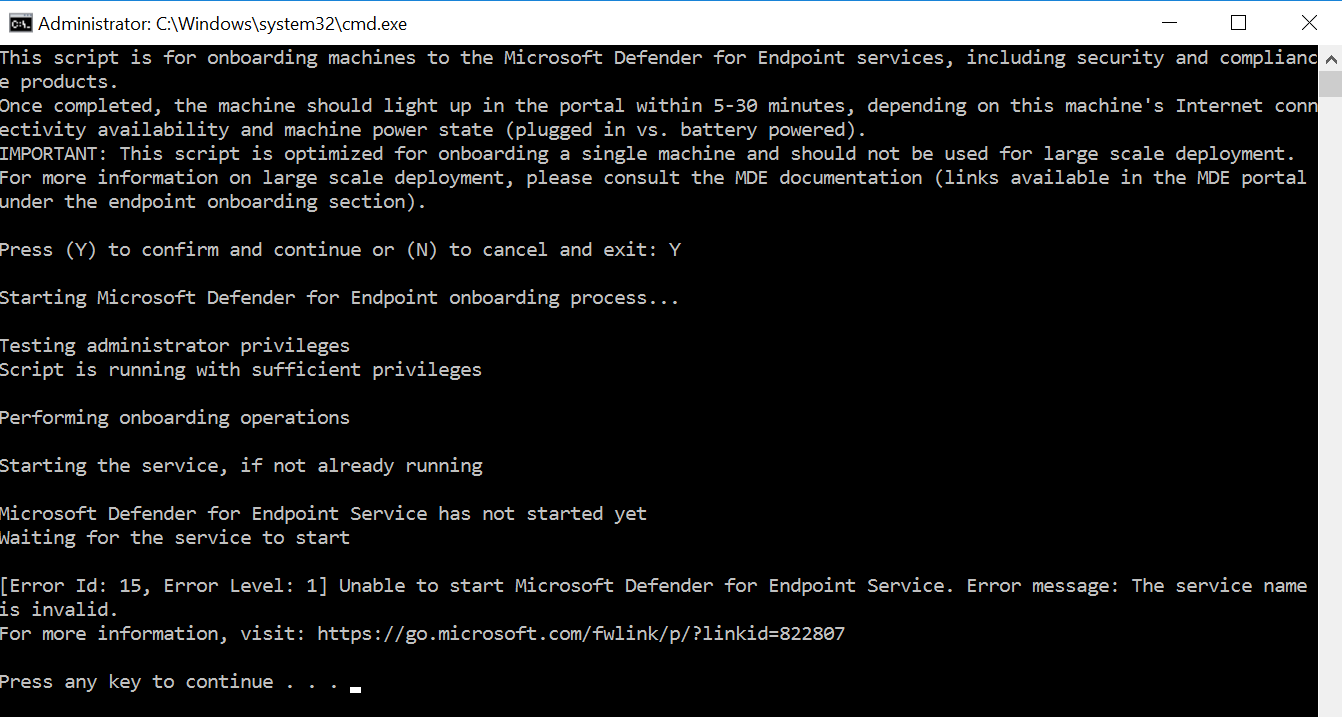 Administrator: C:\Windows\system32\cmd.exe
This script is for onboarding machines to the Microsoft Defender for Endpoint services, including security and complianc
e products.
Once completed, the machine should light up in the portal within 5-30 minutes, depending on this machine's Internet conn
ectivity availability and machine power state (plugged in vs. battery powered).
IMPORTANT: This script is optimized for onboarding a single machine and should not be used for large scale deployment.
For more information on large scale deployment, please consult the MDE documentation (links available in the MDE portal
under the endpoint onboarding section).
Press (Y) to confirm and continue or (N) to cancel and exit: Y
Starting Microsoft Defender for Endpoint onboarding process...
Testing administrator privileges
Script is running with sufficient privileges
Performing onboarding operations
Starting the service, if not already running
Microsoft Defender for Endpoint Service has not started yet
Waiting for the service to start
[Error Id: 15, Error Level: 1] Unable to start Microsoft Defender for Endpoint Service. Error message: The service name
is invalid.
For more information, visit: https://go.microsoft.com/fwlink/p/?linkid=822807
Press any key to continue . . .